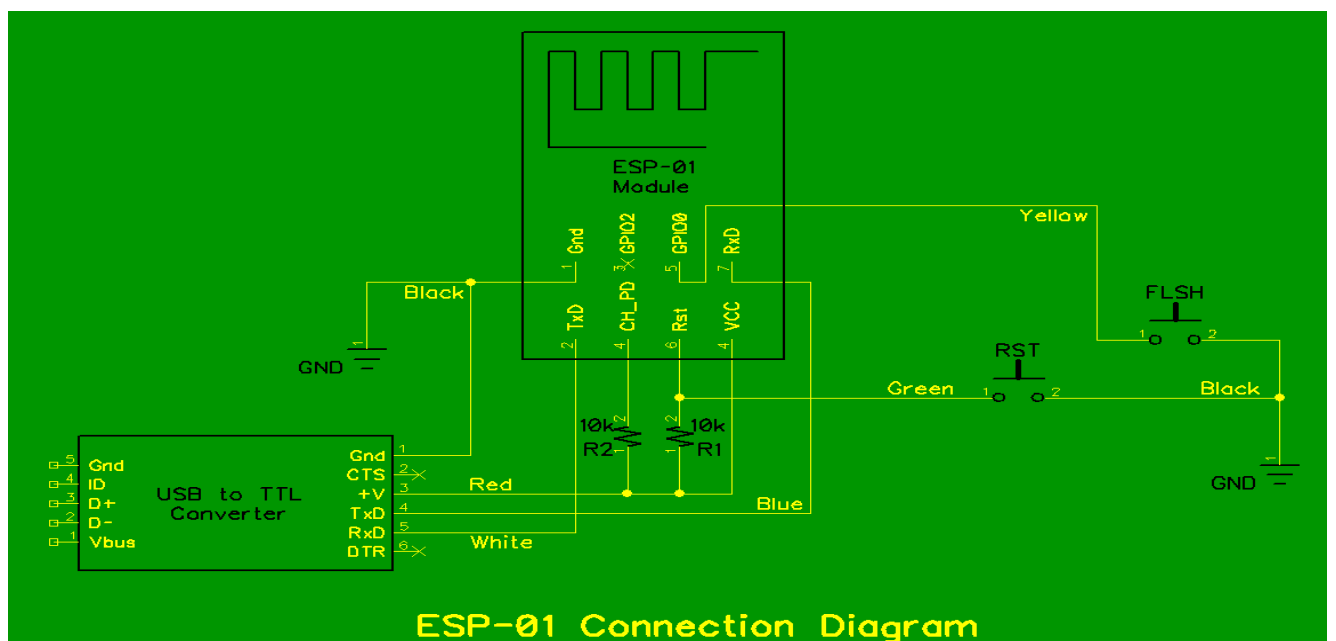 ESP-01
Module
Gnd
GPIO2
GPIO0
RxD
1
3
5
7
TxD
CH_PD
Rst
VCC
2
4
6
4
Yellow
Black
1
GND
FLSH
1
2
RST
1
2
Green
Black
1
GND
2
10k
R2
1
2
10k
R1
1
USB to TTL
Converter
5 Gnd
4 ID
3 D+
2 D-
1 Vbus
Gnd 1
CTS 2
+V 3
TxD 4
RxD 5
DTR 6
Red
Blue
White
ESP-01 Connection Diagram